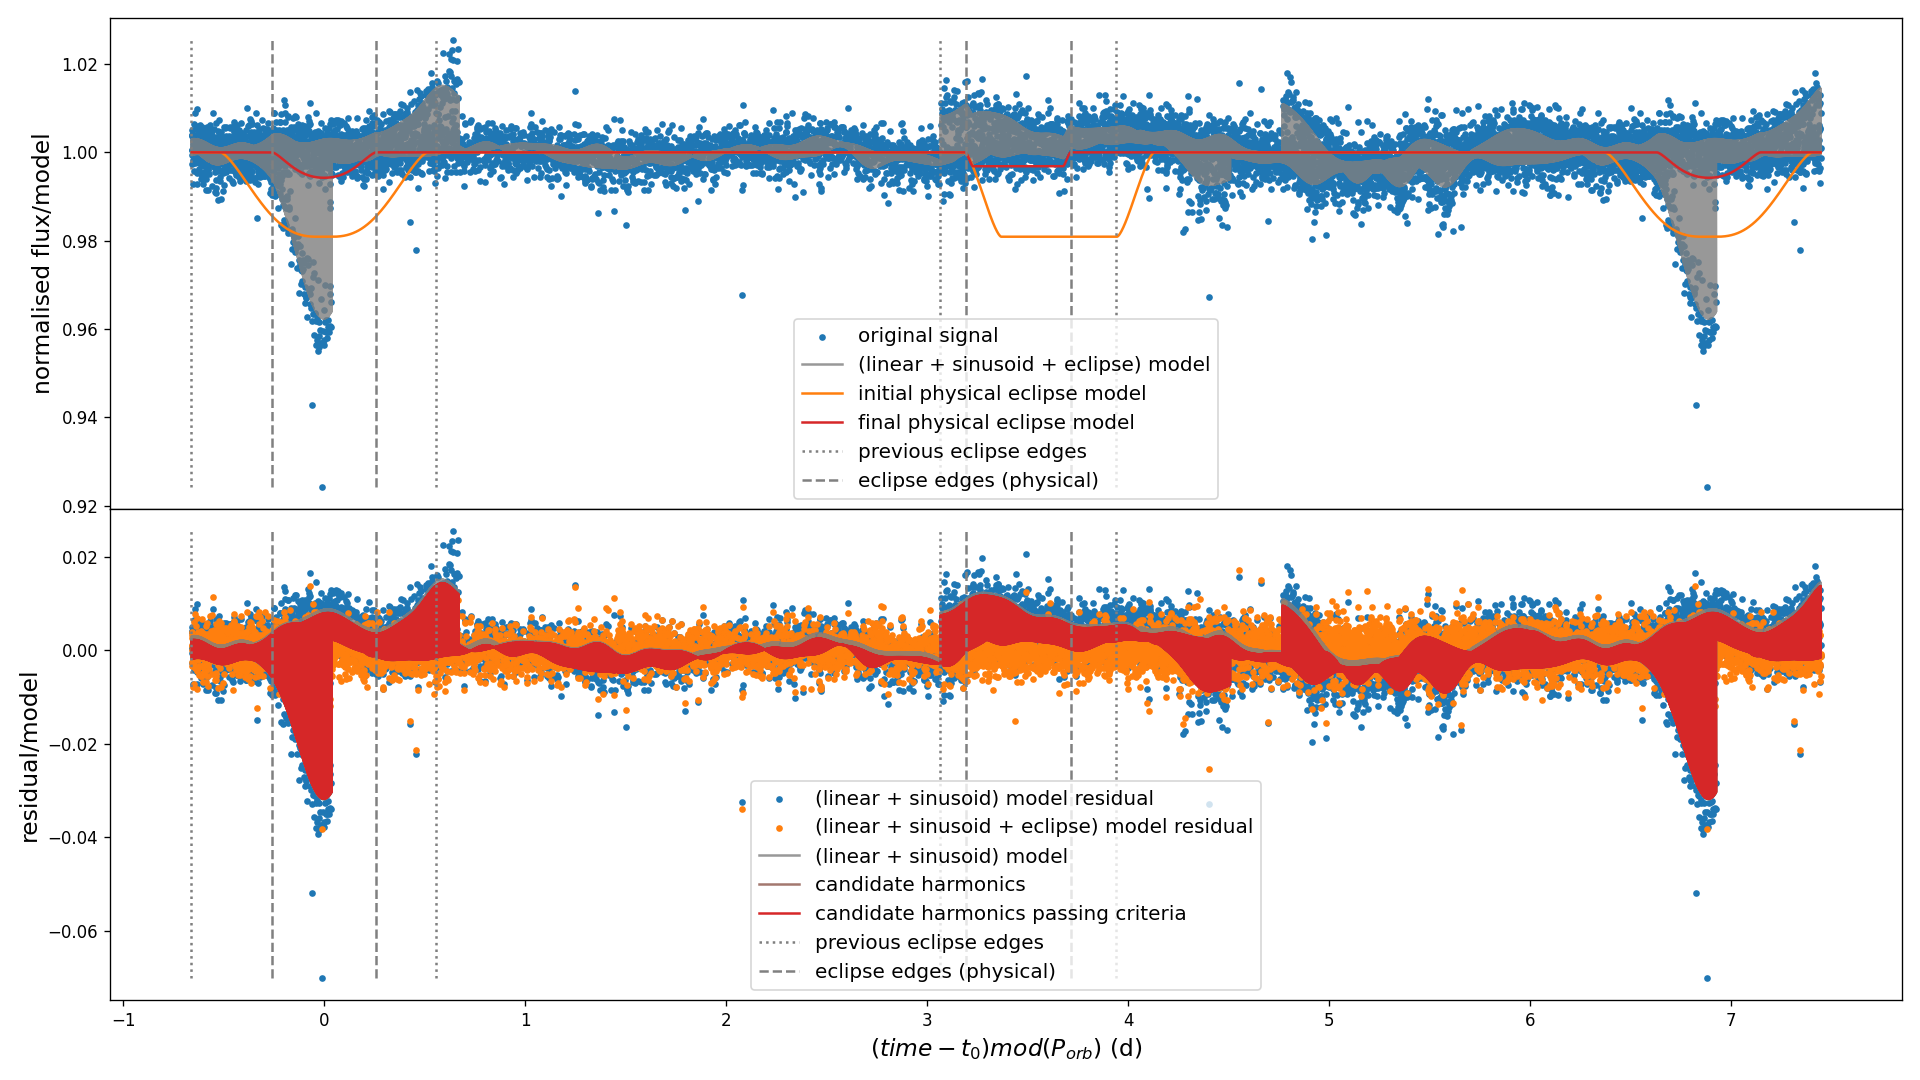 normalised flux/model
1.02
1.00
0.98
0.96
0.94
0.92
original signal
(linear + sinusoid + eclipse) model
initial physical eclipse model
final physical eclipse model
previous eclipse edges
eclipse edges (physical)
residual/model
0.02
0.00
−0.02
−0.04
−0.06
(linear + sinusoid) model residual
(linear + sinusoid + eclipse) model residual
(linear + sinusoid) model
candidate harmonics
candidate harmonics passing criteria
previous eclipse edges
eclipse edges (physical)
−1 0 1 2 3 4 5 6 7
(time − t₀)mod(P_orb) (d)